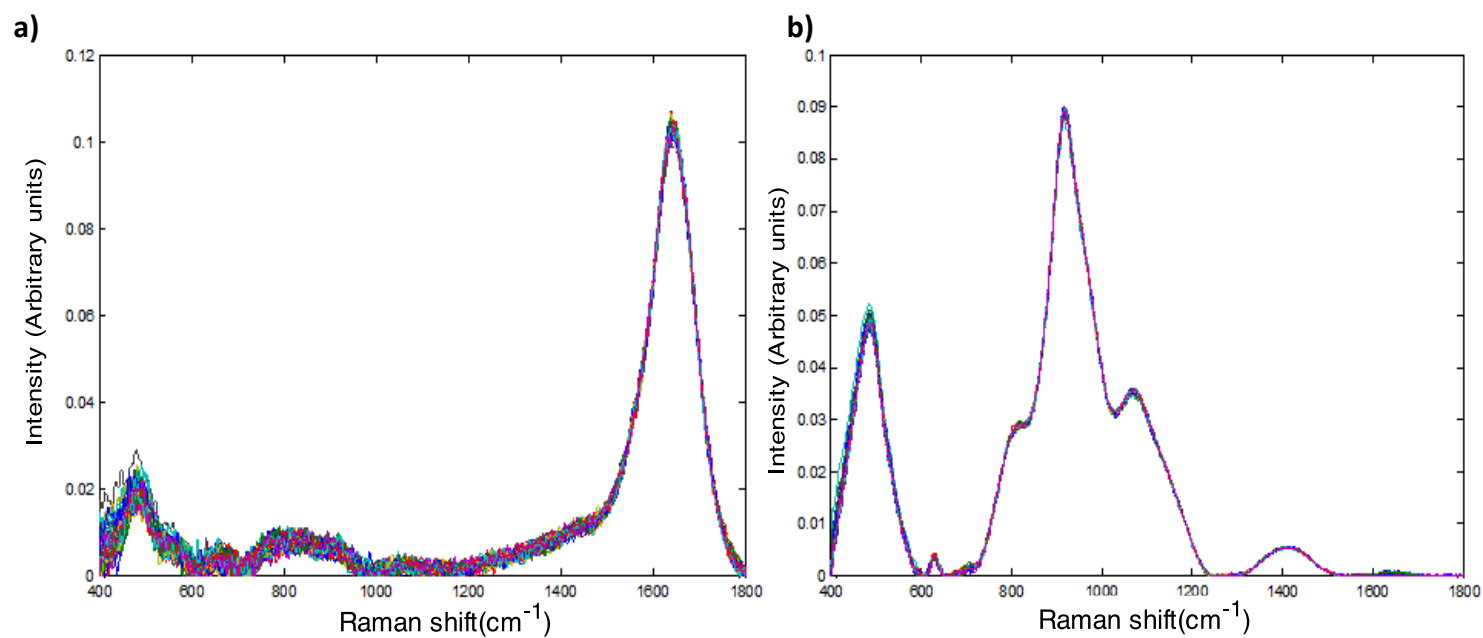 a)
0.12
0.1
0.08
0.06
0.04
0.02
0
400 600 800 1000 1200 1400 1600 1800
Intensity (Arbitrary units)
Raman shift(cm-1)
b)
0.1
0.09
0.08
0.07
0.06
0.05
0.04
0.03
0.02
0.01
0
400 600 800 1000 1200 1400 1600 1800
Intensity (Arbitrary units)
Raman shift(cm-1)